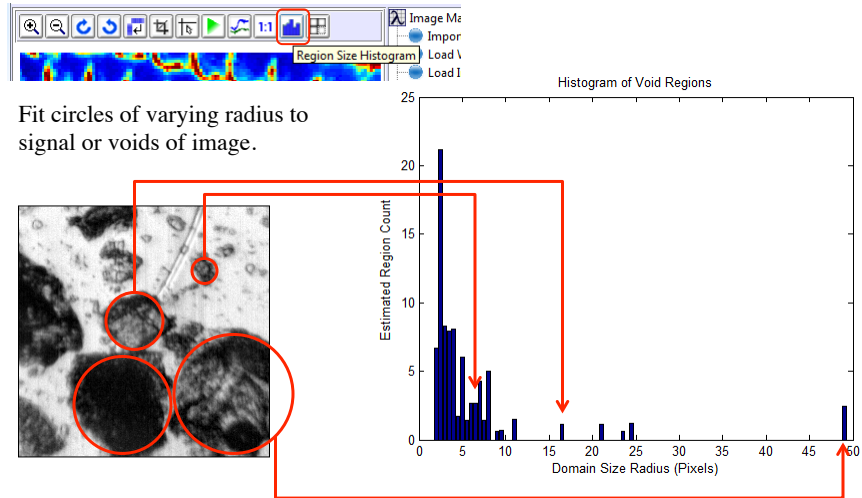 1:1
Region Size Histogram
Image Ma
Impor
Load V
Load I
Fit circles of varying radius to
signal or voids of image.
Histogram of Void Regions
25
20
15
10
5
0
Estimated Region Count
0 5 10 15 20 25 30 35 40 45 50
Domain Size Radius (Pixels)